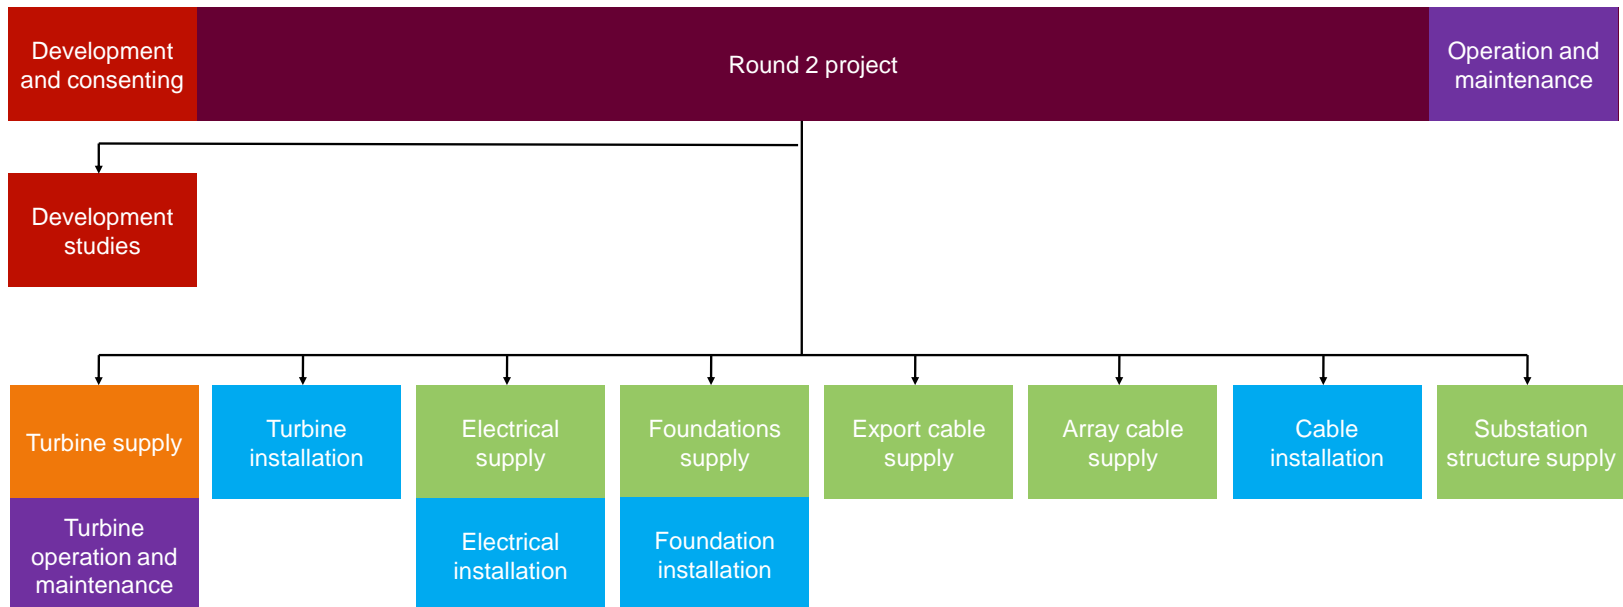 Development
and consenting
Round 2 project
Operation and
maintenance
Development
studies
Turbine supply
Turbine
installation
Electrical
supply
Foundations
supply
Export cable
supply
Array cable
supply
Cable
installation
Substation
structure supply
Turbine
operation and
maintenance
Electrical
installation
Foundation
installation